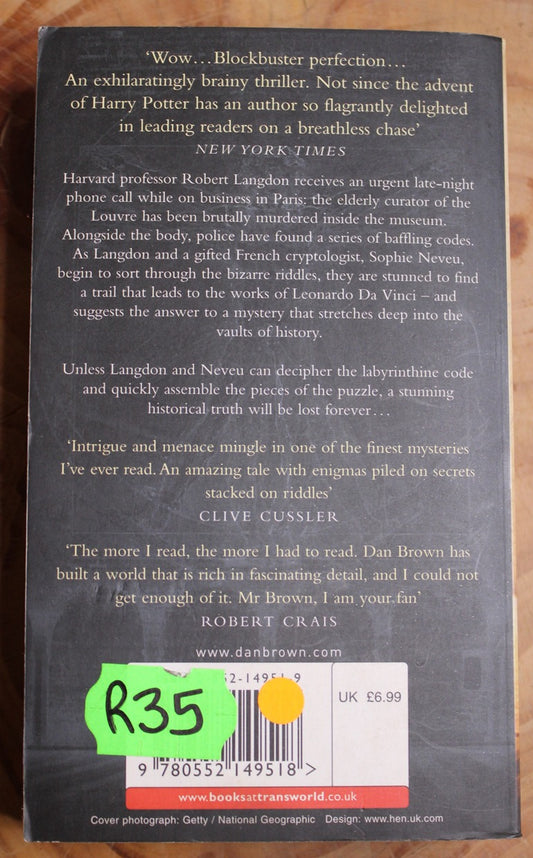 ‘Wow...Blockbuster perfection...
An exhilaratingly brainy thriller. Not since the advent
of Harry Potter has an author so flagrantly delighted
in leading readers on a breathless chase’
NEW YORK TIMES
Harvard professor Robert Langdon receives an urgent late-night
phone call while on business in Paris: the elderly curator of the
Louvre has been brutally murdered inside the museum.
Alongside the body, police have found a series of baffling codes.
As Langdon and a gifted French cryptologist, Sophie Neveu,
begin to sort through the bizarre riddles, they are stunned to find
a trail that leads to the works of Leonardo Da Vinci – and
suggests the answer to a mystery that stretches deep into the
vaults of history.
Unless Langdon and Neveu can decipher the labyrinthine code
and quickly assemble the pieces of the puzzle, a stunning
historical truth will be lost forever...
‘Intrigue and menace mingle in one of the finest mysteries
I’ve ever read. An amazing tale with enigmas piled on secrets
stacked on riddles’
CLIVE CUSSLER
‘The more I read, the more I had to read. Dan Brown has
built a world that is rich in fascinating detail, and I could not
get enough of it. Mr Brown, I am your fan’
ROBERT CRAIS
www.danbrown.com
52-14951-9
R35
UK £6.99
9 780552 149518 >
www.booksattransworld.co.uk
Cover photograph: Getty / National Geographic Design: www.hen.uk.com